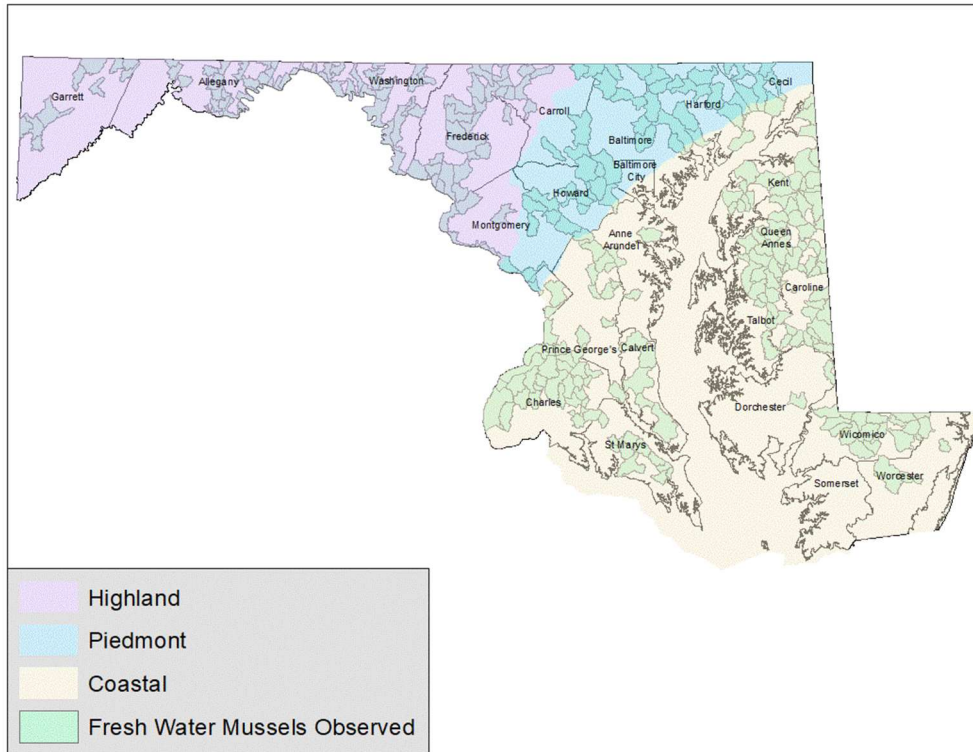 Garrett
Allegany
Washington
Frederick
Carroll
Harford
Cecil
Baltimore
Baltimore
City
Howard
Montgomery
Kent
Anne
Arundel
Queen
Annes
Caroline
Talbot
Prince George's
Calvert
Charles
Dorchester
St Marys
Wicomico
Somerset
Worcester
Highland
Piedmont
Coastal
Fresh Water Mussels Observed